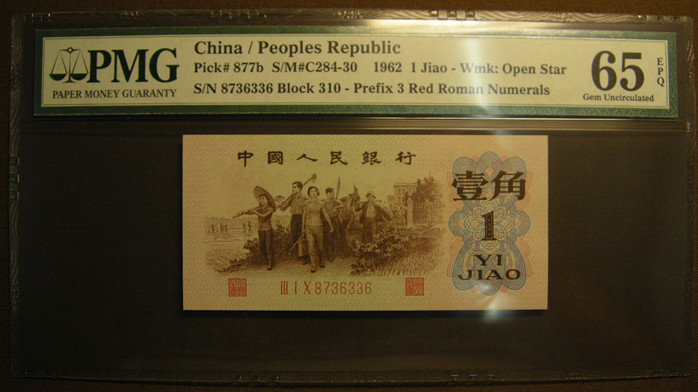 PMG
PAPER MONEY GUARANTY
China / Peoples Republic
Pick# 877b S/M#C284-30 1962 1 Jiao - Wmk: Open Star
S/N 8736336 Block 310 - Prefix 3 Red Roman Numerals
65
EPQ
Gem Uncirculated
中國人民銀行
壹角
1
YI
JIAO
Ⅲ Ⅰ Ⅹ 8736336